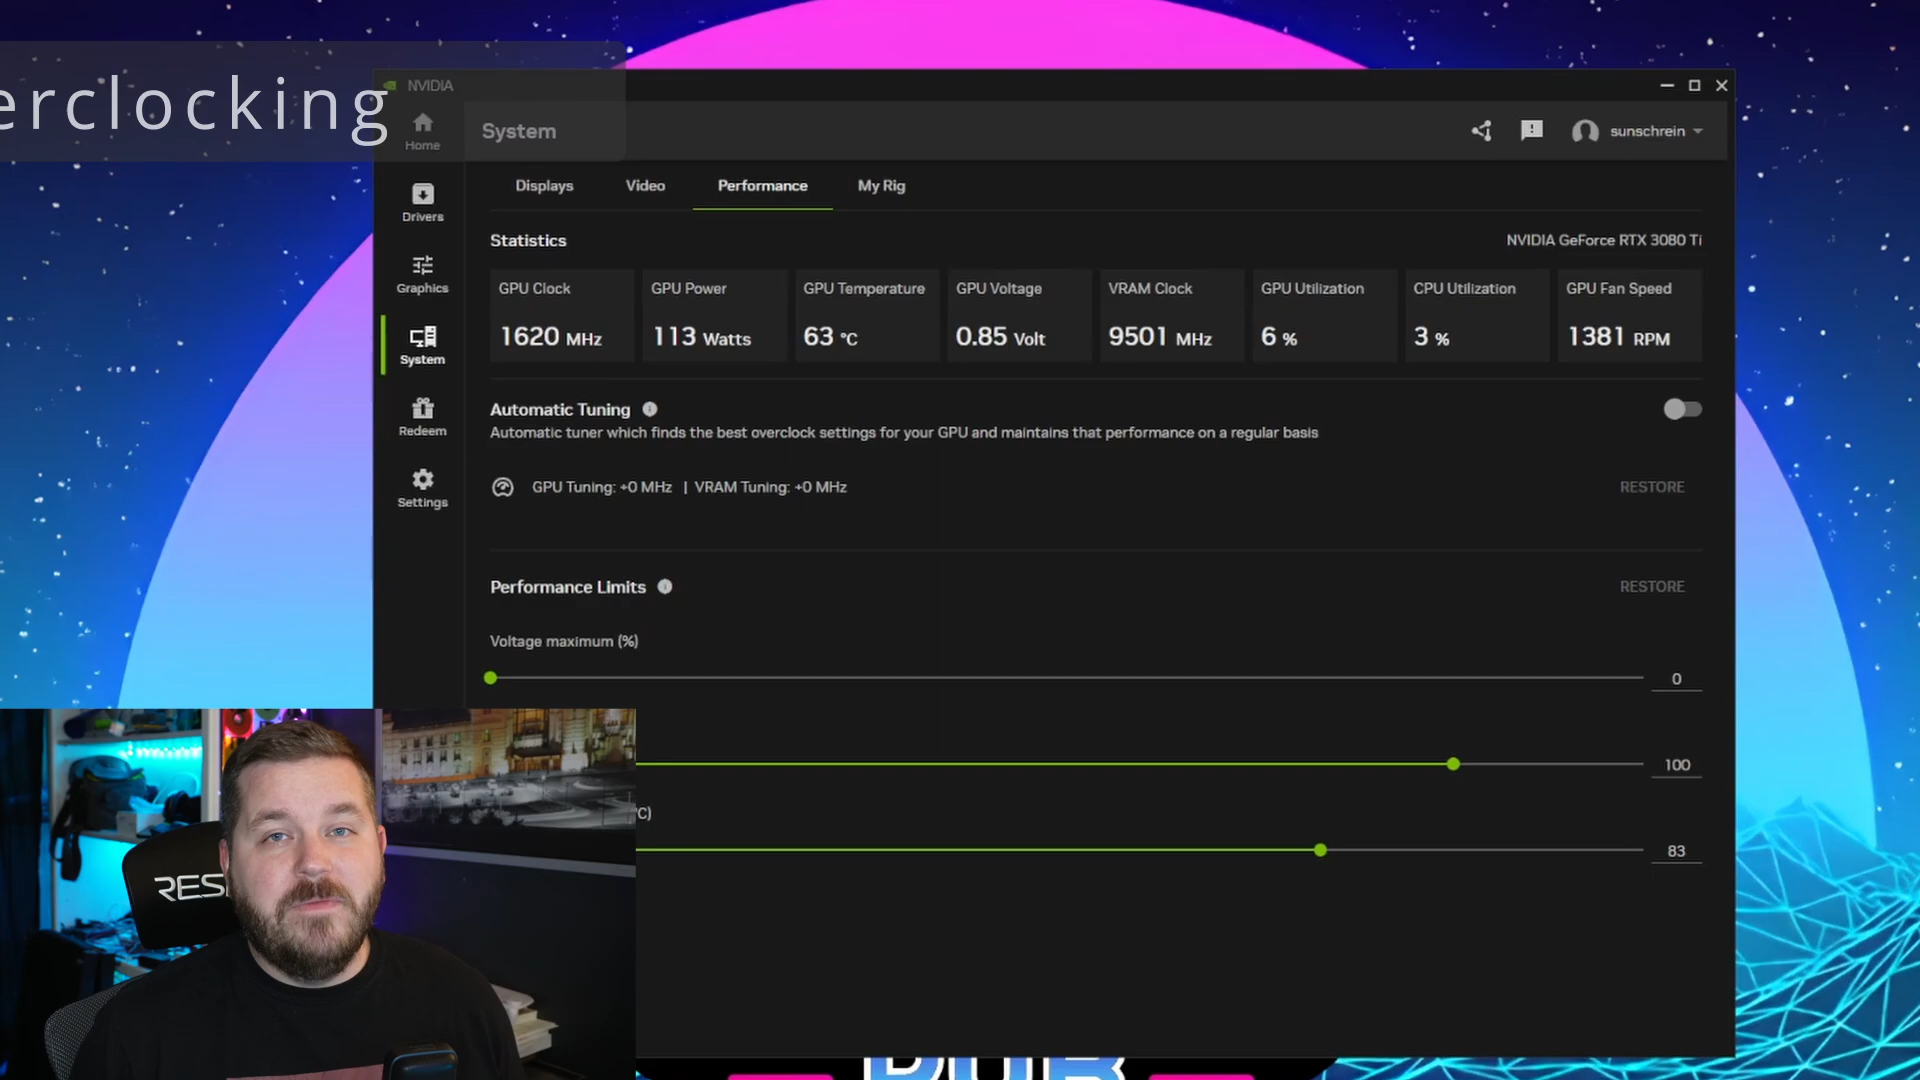 erclocking
NVIDIA
Home
System
sunschrein
Drivers
Graphics
System
Redeem
Settings
Displays Video Performance My Rig
Statistics
NVIDIA GeForce RTX 3080 Ti
GPU Clock GPU Power GPU Temperature GPU Voltage VRAM Clock GPU Utilization CPU Utilization GPU Fan Speed
1620 MHz 113 Watts 63 °C 0.85 Volt 9501 MHz 6 % 3 % 1381 RPM
Automatic Tuning
Automatic tuner which finds the best overclock settings for your GPU and maintains that performance on a regular basis
GPU Tuning: +0 MHz | VRAM Tuning: +0 MHz RESTORE
Performance Limits RESTORE
Voltage maximum (%)
0
100
°C)
83
RES